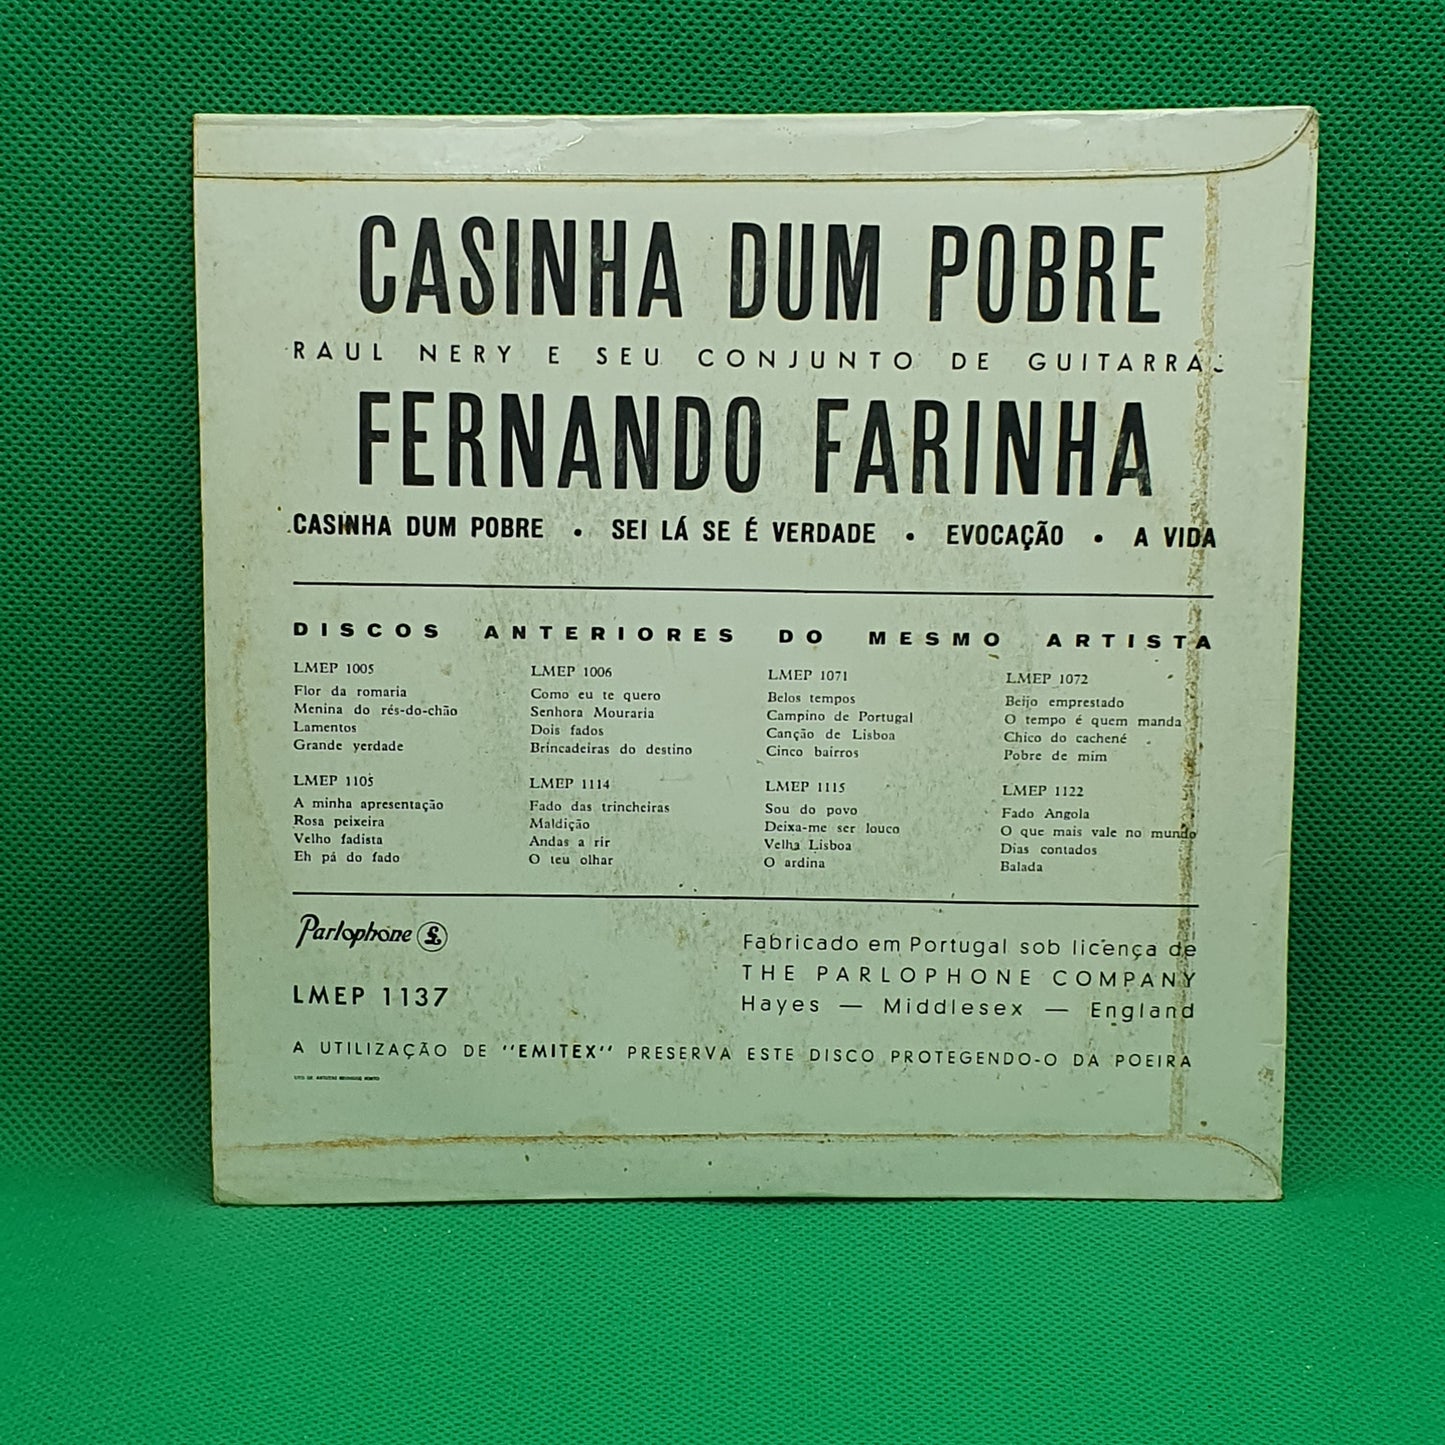 CASINHA DUM POBRE
RAUL NERY E SEU CONJUNTO DE GUITARRAS
FERNANDO FARINHA
CASINHA DUM POBRE • SEI LÁ SE É VERDADE • EVOCAÇÃO • A VIDA
DISCOS ANTERIORES DO MESMO ARTISTA
LMEP 1005
Flor da romaria
Menina do rés-do-chão
Lamentos
Grande verdade
LMEP 1006
Como eu te quero
Senhora Mouraria
Dois fados
Brincadeiras do destino
LMEP 1071
Belos tempos
Campino de Portugal
Canção de Lisboa
Cinco bairros
LMEP 1072
Beijo emprestado
O tempo é quem manda
Chico do cachené
Pobre de mim
LMEP 1105
A minha apresentação
Rosa peixeira
Velho fadista
Eh pá do fado
LMEP 1114
Fado das trincheiras
Maldição
Andas a rir
O teu olhar
LMEP 1115
Sou do povo
Deixa-me ser louco
Velha Lisboa
O ardina
LMEP 1122
Fado Angola
O que mais vale no mundo
Dias contados
Balada
Parlophone
LMEP 1137
Fabricado em Portugal sob licença de
THE PARLOPHONE COMPANY
Hayes — Middlesex — England
A UTILIZAÇÃO DE "EMITEX" PRESERVA ESTE DISCO PROTEGENDO-O DA POEIRA